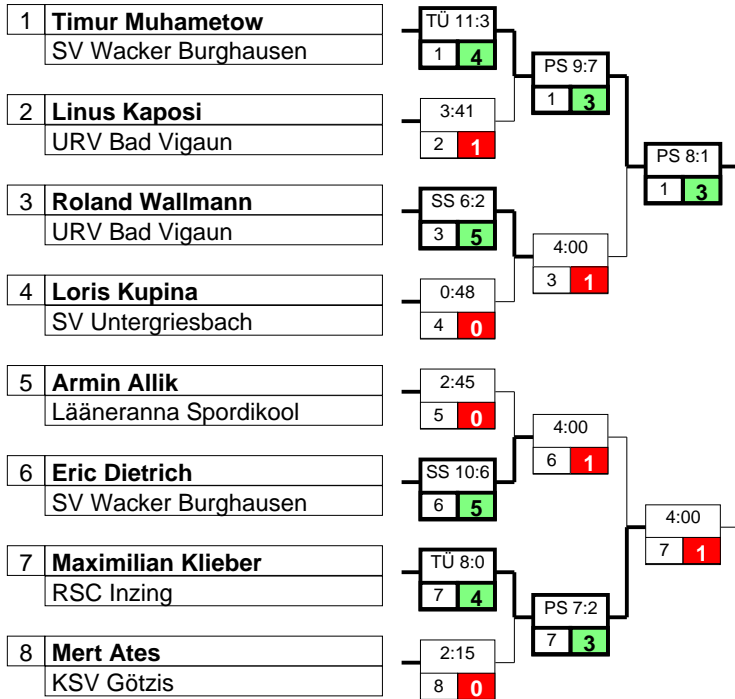 1 Timur Muhametow
SV Wacker Burghausen
TÜ 11:3
1 4
PS 9:7
1 3
2 Linus Kaposi
URV Bad Vigaun
3:41
2 1
PS 8:1
1 3
3 Roland Wallmann
URV Bad Vigaun
SS 6:2
3 5
4:00
3 1
4 Loris Kupina
SV Untergriesbach
0:48
4 0
5 Armin Allik
Lääneranna Spordikool
2:45
5 0
4:00
6 1
6 Eric Dietrich
SV Wacker Burghausen
SS 10:6
6 5
4:00
7 1
7 Maximilian Klieber
RSC Inzing
TÜ 8:0
7 4
PS 7:2
7 3
8 Mert Ates
KSV Götzis
2:15
8 0